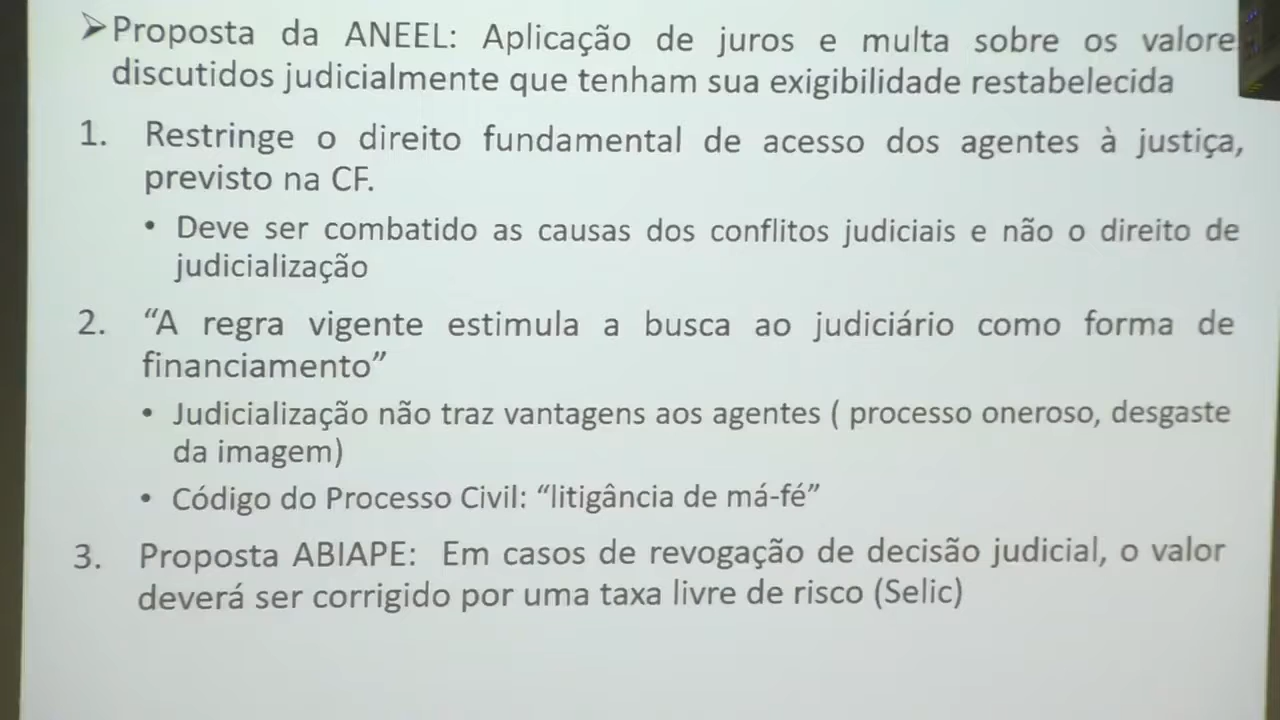 ➢Proposta da ANEEL: Aplicação de juros e multa sobre os valore
discutidos judicialmente que tenham sua exigibilidade restabelecida
1. Restringe o direito fundamental de acesso dos agentes à justiça,
previsto na CF.
• Deve ser combatido as causas dos conflitos judiciais e não o direito de
judicialização
2. “A regra vigente estimula a busca ao judiciário como forma de
financiamento”
• Judicialização não traz vantagens aos agentes ( processo oneroso, desgaste
da imagem)
• Código do Processo Civil: “litigância de má-fé”
3. Proposta ABIAPE: Em casos de revogação de decisão judicial, o valor
deverá ser corrigido por uma taxa livre de risco (Selic)